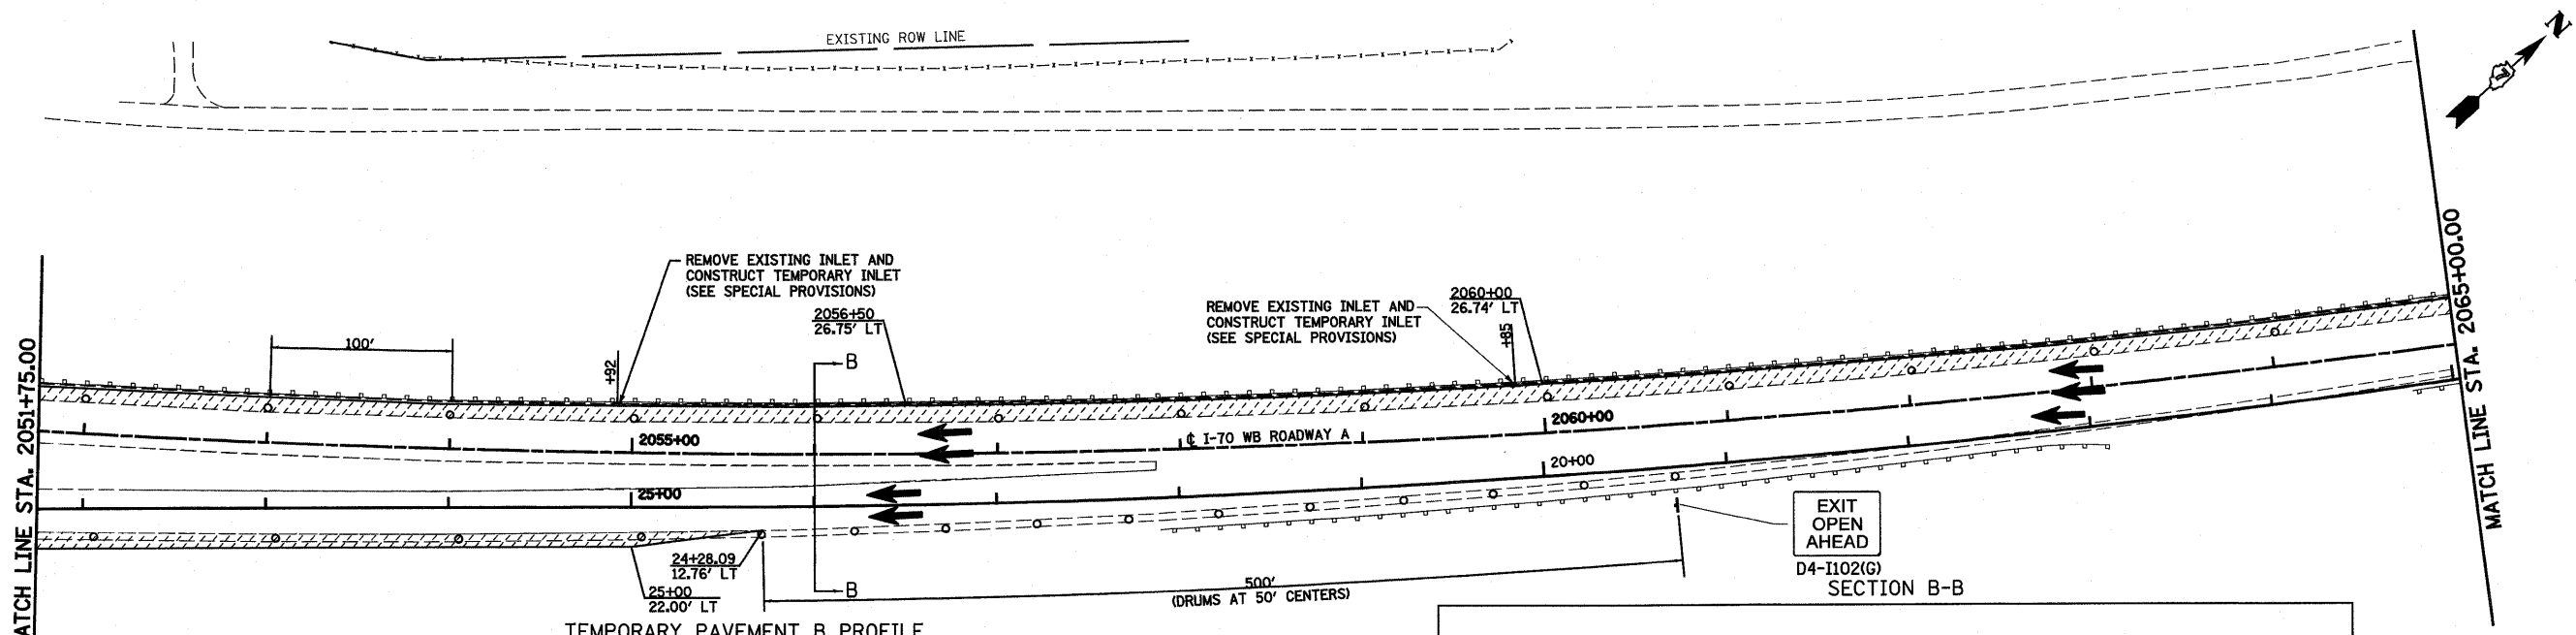 EXISTING ROW LINE
N
REMOVE EXISTING INLET AND
CONSTRUCT TEMPORARY INLET
(SEE SPECIAL PROVISIONS)
2056+50
26.75' LT
REMOVE EXISTING INLET AND
CONSTRUCT TEMPORARY INLET
(SEE SPECIAL PROVISIONS)
2060+00
26.74' LT
+85
MATCH LINE STA. 2065+00.00
MATCH LINE STA. 2051+75.00
100'
+92
B
2055+00
℄ I-70 WB ROADWAY A
2060+00
20+00
25+00
24+28.09
12.76' LT
25+00
22.00' LT
B
500'
(DRUMS AT 50' CENTERS)
EXIT
OPEN
AHEAD
D4-I102(G)
SECTION B-B
TEMPORARY PAVEMENT B PROFILE